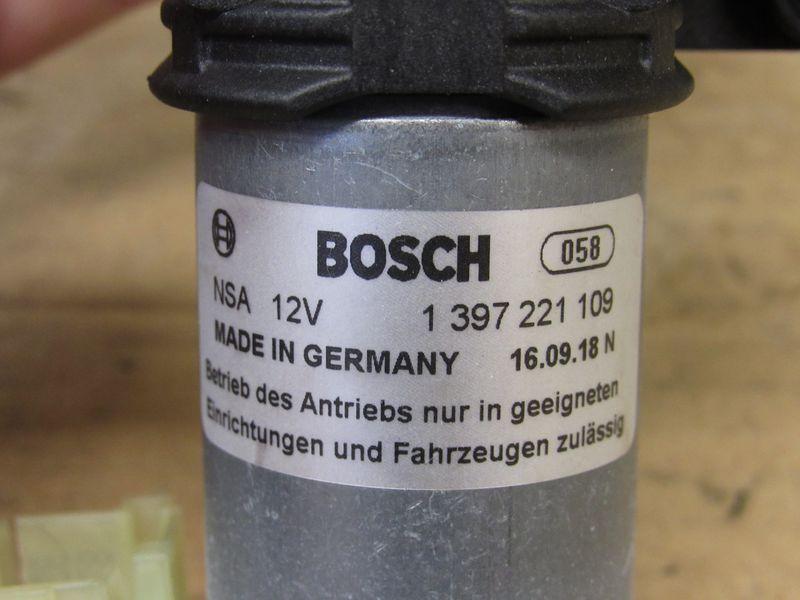 BOSCH 058
NSA 12V 1 397 221 109
MADE IN GERMANY 16.09.18 N
Betrieb des Antriebs nur in geeigneten
Einrichtungen und Fahrzeugen zulässig